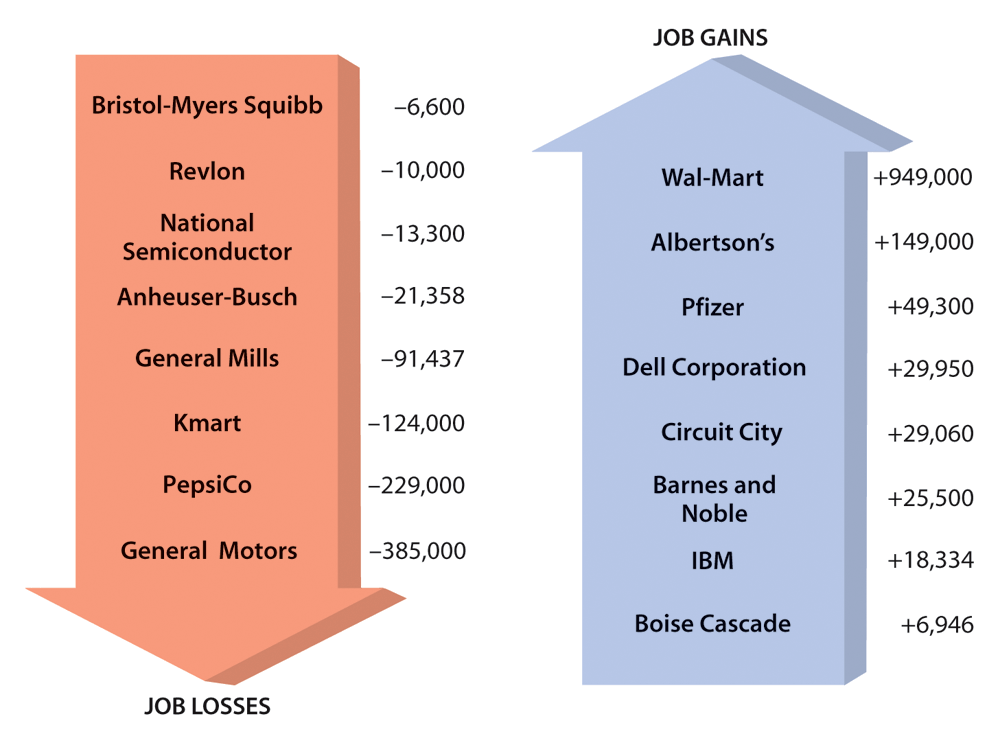 Bristol-Myers Squibb –6,600
Revlon –10,000
National
Semiconductor –13,300
Anheuser-Busch –21,358
General Mills –91,437
Kmart –124,000
PepsiCo –229,000
General Motors –385,000
JOB LOSSES
JOB GAINS
Wal-Mart +949,000
Albertson’s +149,000
Pfizer +49,300
Dell Corporation +29,950
Circuit City +29,060
Barnes and
Noble +25,500
IBM +18,334
Boise Cascade +6,946